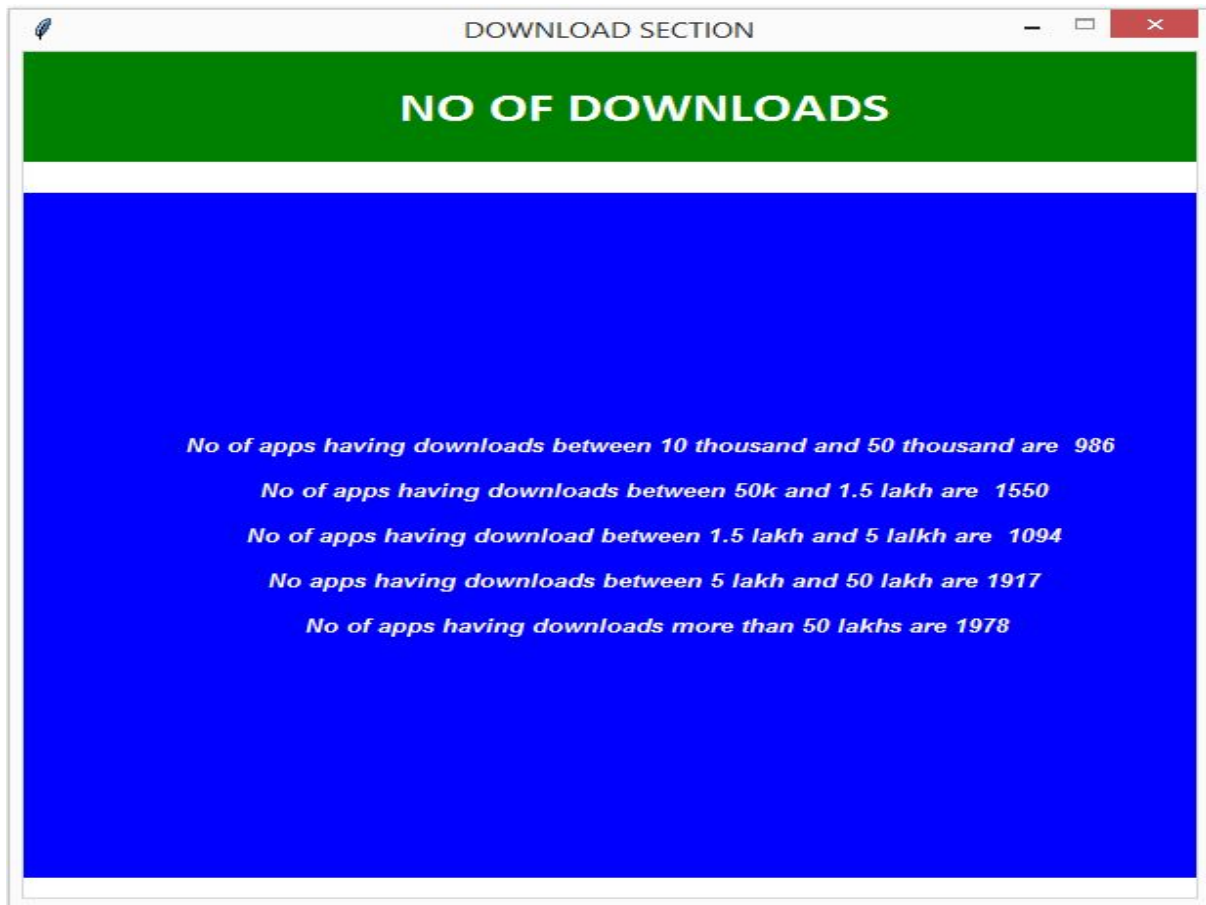 DOWNLOAD SECTION
NO OF DOWNLOADS
No of apps having downloads between 10 thousand and 50 thousand are  986
No of apps having downloads between 50k and 1.5 lakh are  1550
No of apps having download between 1.5 lakh and 5 lalkh are  1094
No apps having downloads between 5 lakh and 50 lakh are 1917
No of apps having downloads more than 50 lakhs are 1978